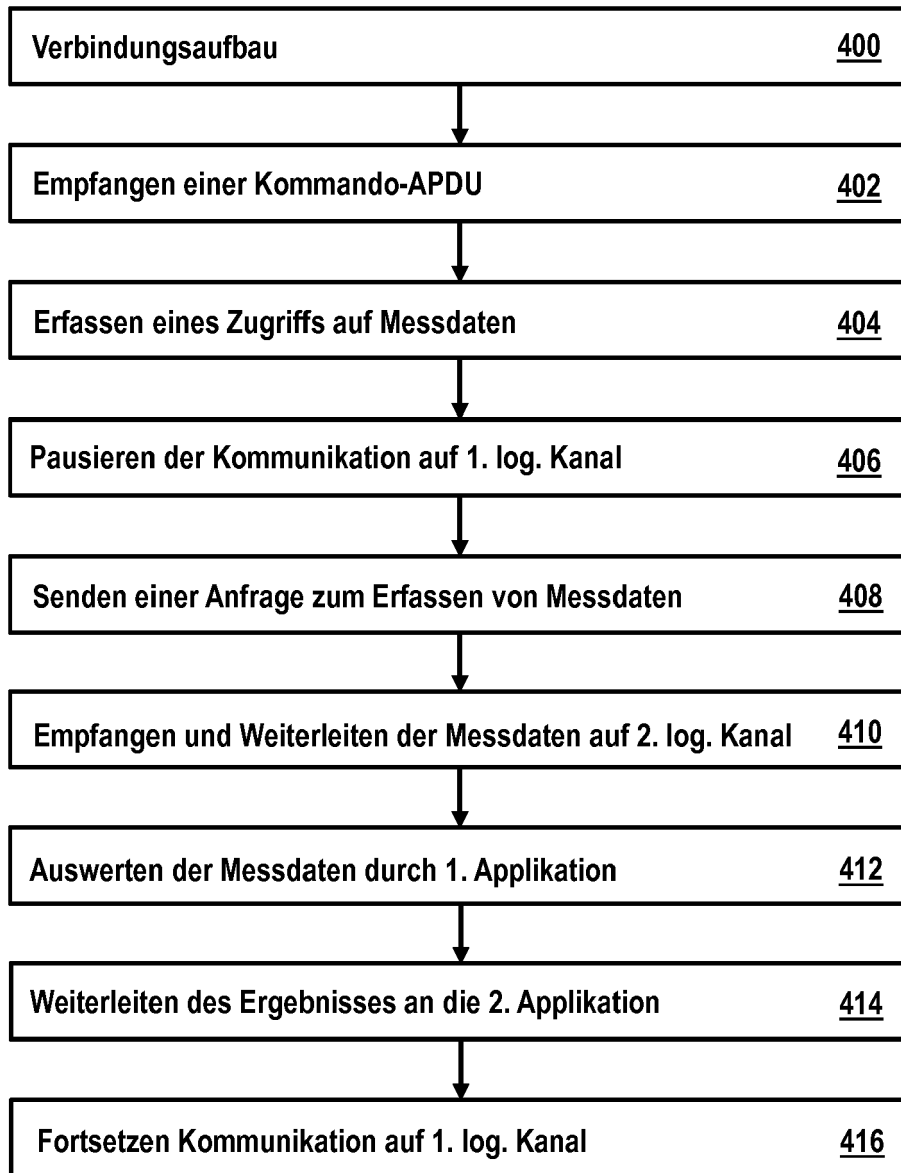 Verbindungsaufbau 400
Empfangen einer Kommando-APDU 402
Erfassen eines Zugriffs auf Messdaten 404
Pausieren der Kommunikation auf 1. log. Kanal 406
Senden einer Anfrage zum Erfassen von Messdaten 408
Empfangen und Weiterleiten der Messdaten auf 2. log. Kanal 410
Auswerten der Messdaten durch 1. Applikation 412
Weiterleiten des Ergebnisses an die 2. Applikation 414
Fortsetzen Kommunikation auf 1. log. Kanal 416